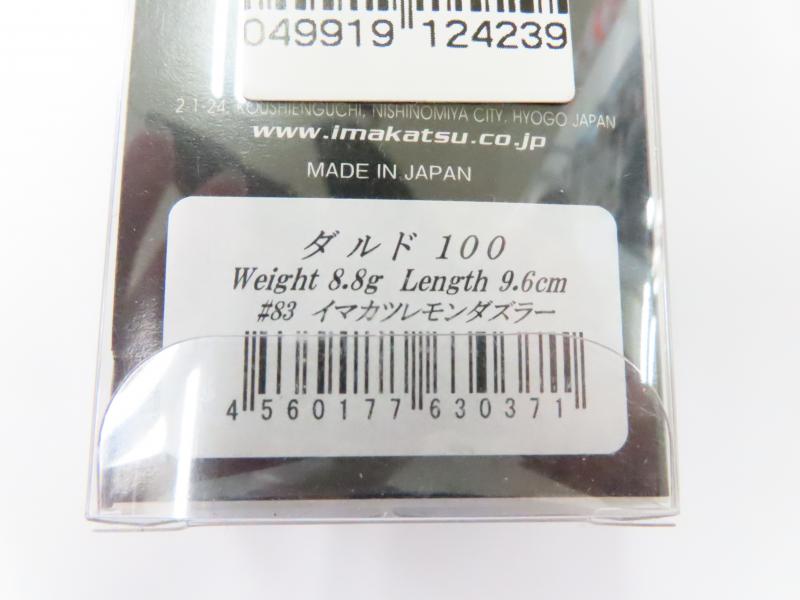 049919 124239
2-1-24, KOUSHIENGUCHI, NISHINOMIYA CITY, HYOGO JAPAN
www.imakatsu.co.jp
MADE IN JAPAN
ダルド 100
Weight 8.8g Length 9.6cm
#83 イマカツレモンダズラー
4 560177 630371